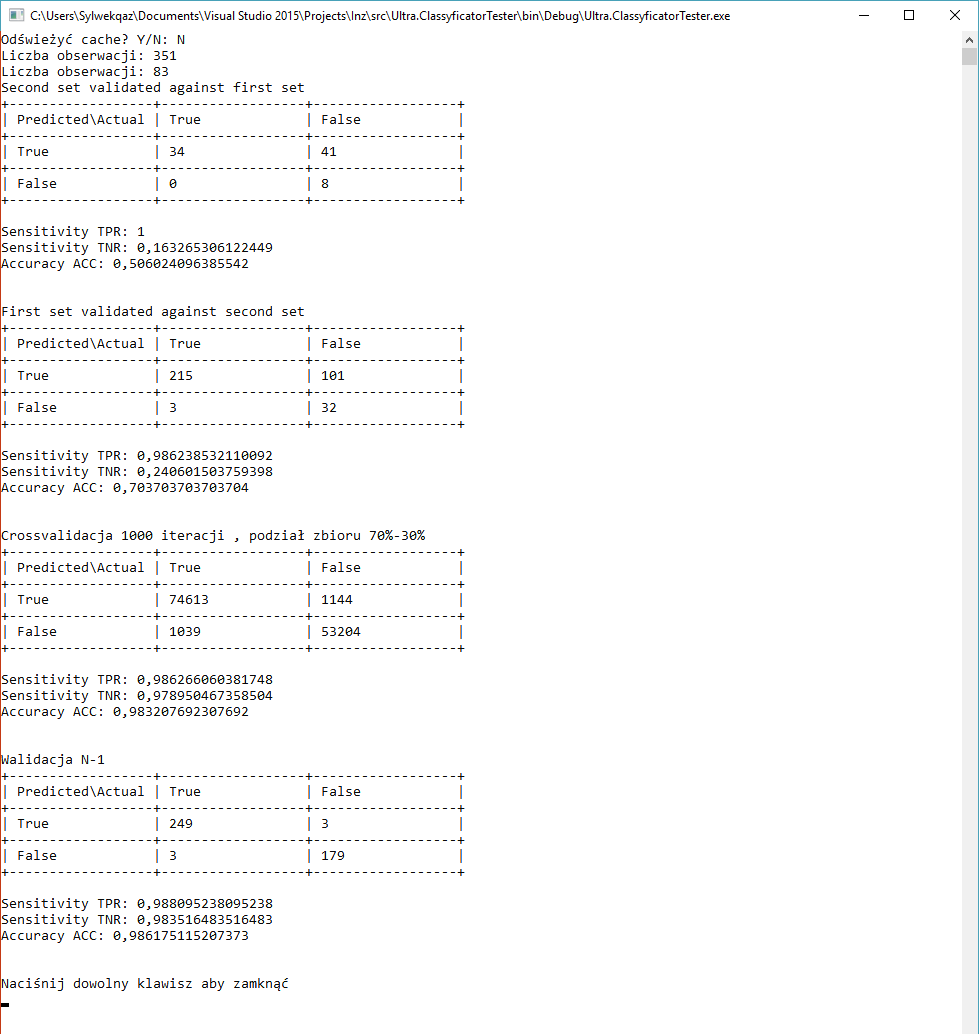 C:\Users\Sylwekqaz\Documents\Visual Studio 2015\Projects\Inz\src\Ultra.ClassyficatorTester\bin\Debug\Ultra.ClassyficatorTester.exe
Odświeżyć cache? Y/N: N
Liczba obserwacji: 351
Liczba obserwacji: 83
Second set validated against first set
+------------------+------------------+------------------+
| Predicted\Actual | True             | False            |
+------------------+------------------+------------------+
| True             | 34               | 41               |
+------------------+------------------+------------------+
| False            | 0                | 8                |
+------------------+------------------+------------------+
Sensitivity TPR: 1
Sensitivity TNR: 0,163265306122449
Accuracy ACC: 0,506024096385542
First set validated against second set
+------------------+------------------+------------------+
| Predicted\Actual | True             | False            |
+------------------+------------------+------------------+
| True             | 215              | 101              |
+------------------+------------------+------------------+
| False            | 3                | 32               |
+------------------+------------------+------------------+
Sensitivity TPR: 0,986238532110092
Sensitivity TNR: 0,240601503759398
Accuracy ACC: 0,703703703703704
Crossvalidacja 1000 iteracji , podział zbioru 70%-30%
+------------------+------------------+------------------+
| Predicted\Actual | True             | False            |
+------------------+------------------+------------------+
| True             | 74613            | 1144             |
+------------------+------------------+------------------+
| False            | 1039             | 53204            |
+------------------+------------------+------------------+
Sensitivity TPR: 0,986266060381748
Sensitivity TNR: 0,978950467358504
Accuracy ACC: 0,983207692307692
Walidacja N-1
+------------------+------------------+------------------+
| Predicted\Actual | True             | False            |
+------------------+------------------+------------------+
| True             | 249              | 3                |
+------------------+------------------+------------------+
| False            | 3                | 179              |
+------------------+------------------+------------------+
Sensitivity TPR: 0,988095238095238
Sensitivity TNR: 0,983516483516483
Accuracy ACC: 0,986175115207373
Naciśnij dowolny klawisz aby zamknąć